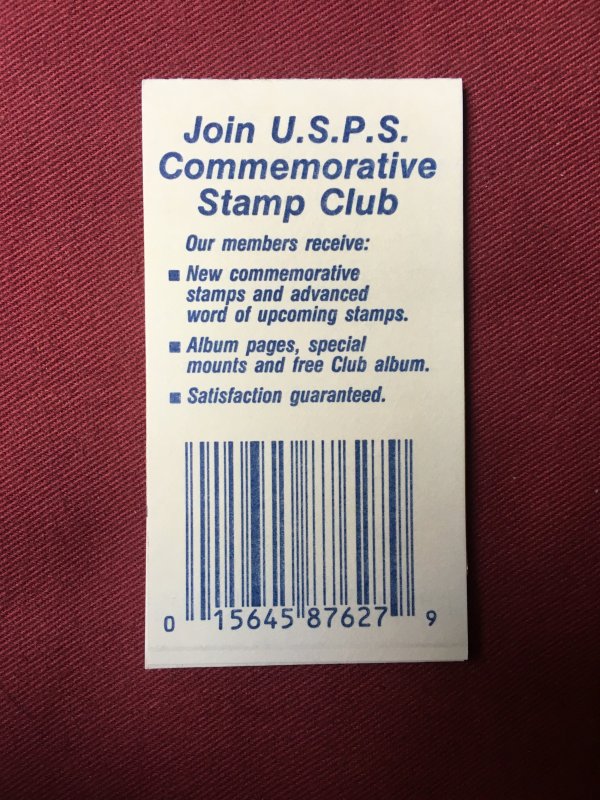 Join U.S.P.S.
Commemorative
Stamp Club
Our members receive:
■ New commemorative
stamps and advanced
word of upcoming stamps.
■ Album pages, special
mounts and free Club album.
■ Satisfaction guaranteed.
0 15645 87627 9